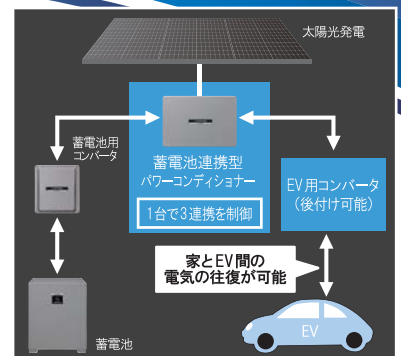 太陽光発電
蓄電池用
コンバータ
蓄電池連携型
パワーコンディショナー
1台で3連携を制御
EV用コンバータ
（後付け可能）
家とEV間の
電気の往復が可能
蓄電池
EV